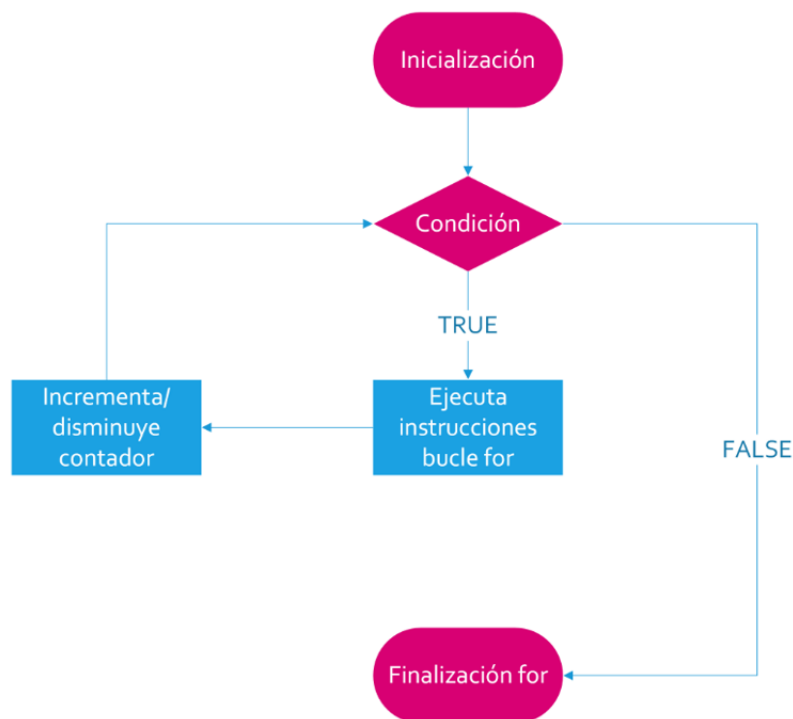 Inicialización
Condición
TRUE
Incrementa/
disminuye
contador
Ejecuta
instrucciones
bucle for
FALSE
Finalización for